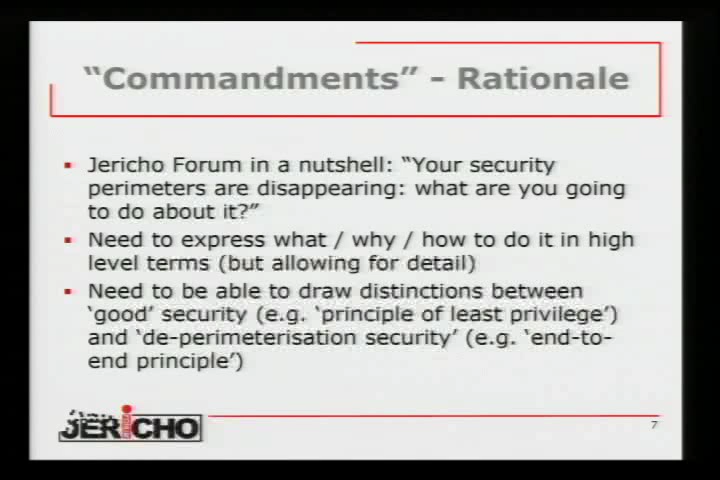 “Commandments” - Rationale
Jericho Forum in a nutshell: “Your security
perimeters are disappearing: what are you going
to do about it?”
Need to express what / why / how to do it in high
level terms (but allowing for detail)
Need to be able to draw distinctions between
‘good’ security (e.g. ‘principle of least privilege’)
and ‘de-perimeterisation security’ (e.g. ‘end-to-
end principle’)
JERiCHO
7